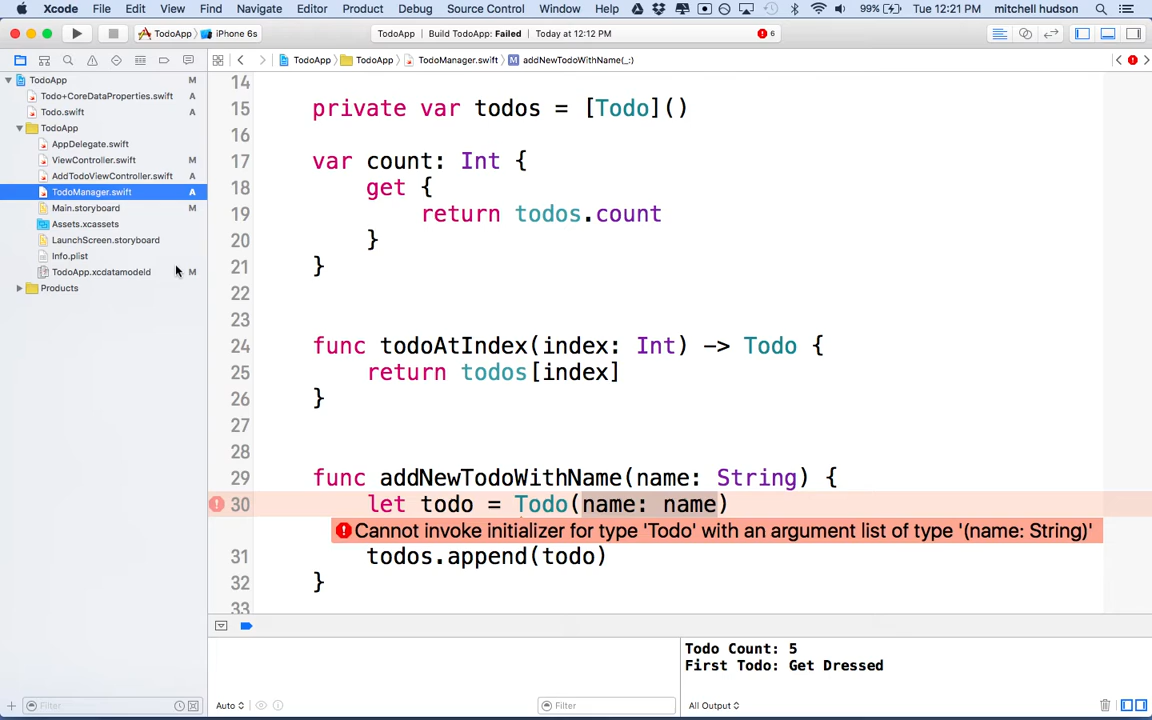 Xcode File Edit View Find Navigate Editor Product Debug Source Control Window Help 99% Tue 12:21 PM mitchell hudson
TodoApp iPhone 6s TodoApp Build TodoApp: Failed Today at 12:12 PM 6
TodoApp TodoApp TodoManager.swift M addNewTodoWithName(_:)
TodoApp M
Todo+CoreDataProperties.swift A
Todo.swift A
TodoApp
AppDelegate.swift
ViewController.swift M
AddTodoViewController.swift A
TodoManager.swift A
Main.storyboard M
Assets.xcassets
LaunchScreen.storyboard
Info.plist
TodoApp.xcdatamodeld M
Products
14
15 private var todos = [Todo]()
16
17 var count: Int {
18 get {
19 return todos.count
20 }
21 }
22
23
24 func todoAtIndex(index: Int) -> Todo {
25 return todos[index]
26 }
27
28
29 func addNewTodoWithName(name: String) {
30 let todo = Todo(name: name)
Cannot invoke initializer for type 'Todo' with an argument list of type '(name: String)'
31 todos.append(todo)
32 }
33
Todo Count: 5
First Todo: Get Dressed
Filter Auto Filter All Output